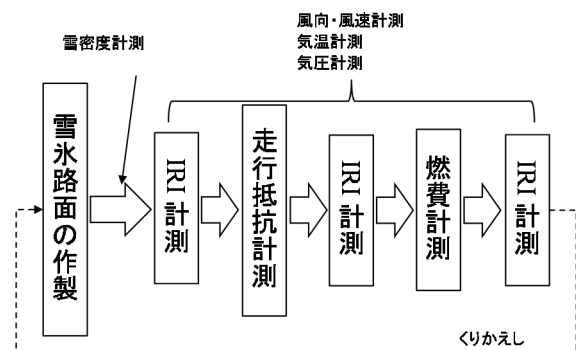 風向・風速計測
気温計測
気圧計測
雪密度計測
雪氷路面の作製
IRI計測
走行抵抗計測
IRI計測
燃費計測
IRI計測
くりかえし